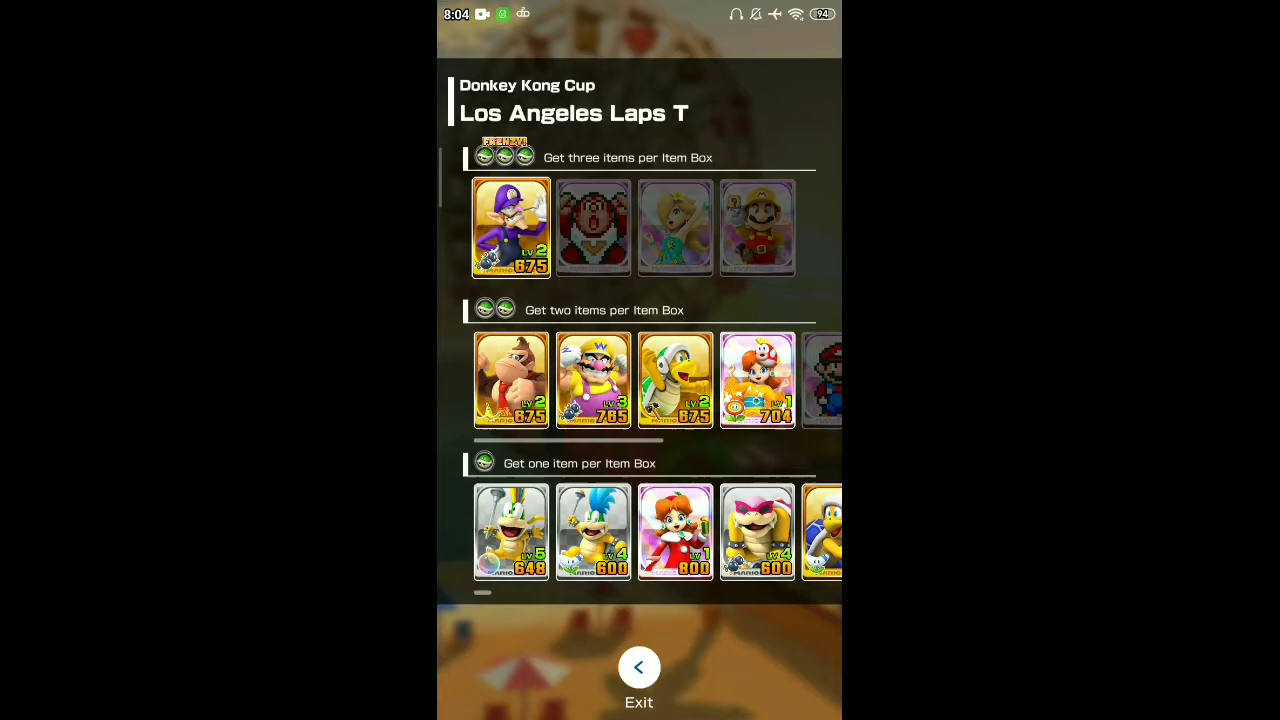 8:04
94
Donkey Kong Cup
Los Angeles Laps T
FRENZY!
Get three items per Item Box
LV 2
675
Get two items per Item Box
LV 2 LV 3 LV 2 LV 1
675 765 675 704
Get one item per Item Box
LV 5 LV 4 LV 1 LV 4
648 600 800 600
Exit